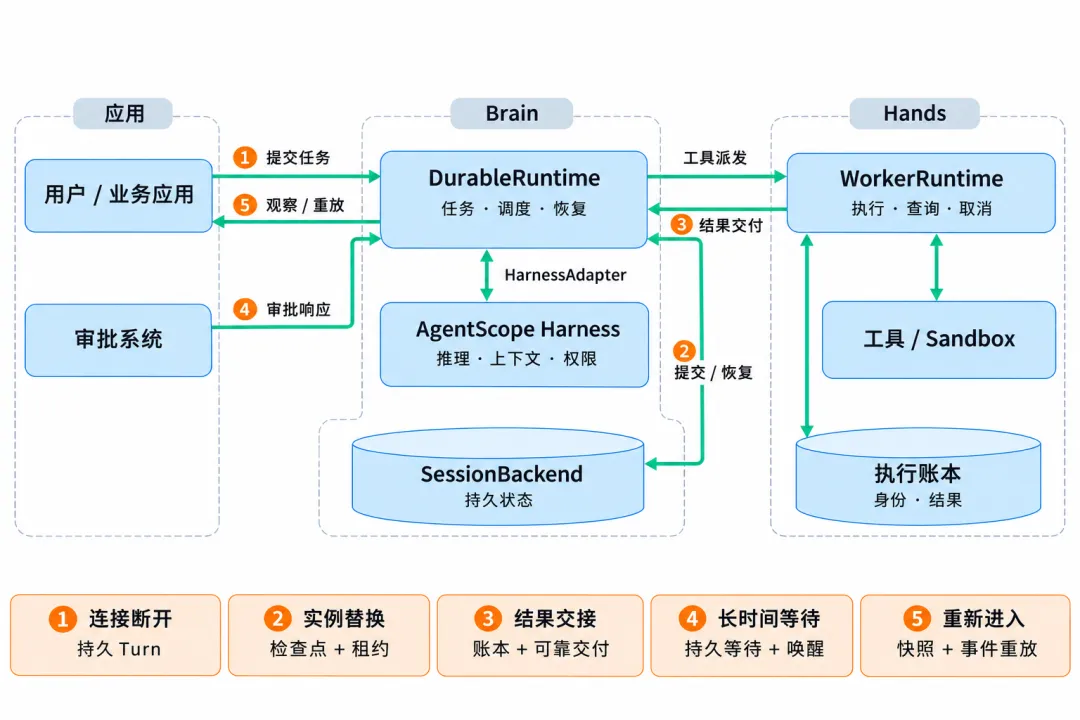 应用
Brain
Hands
用户 / 业务应用
① 提交任务
⑤ 观察 / 重放
DurableRuntime
任务 · 调度 · 恢复
工具派发
③ 结果交付
WorkerRuntime
执行 · 查询 · 取消
HarnessAdapter
审批系统
④ 审批响应
AgentScope Harness
推理 · 上下文 · 权限
② 提交 / 恢复
工具 / Sandbox
SessionBackend
持久状态
执行账本
身份 · 结果
① 连接断开
持久 Turn
② 实例替换
检查点 + 租约
③ 结果交接
账本 + 可靠交付
④ 长时间等待
持久等待 + 唤醒
⑤ 重新进入
快照 + 事件重放